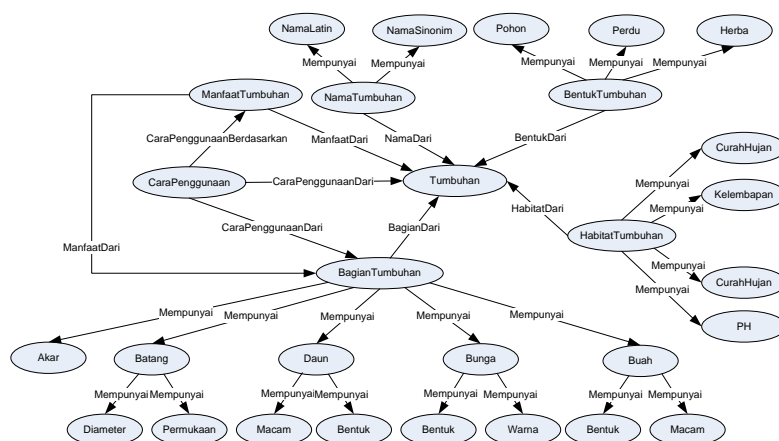 NamaLatin
NamaSinonim
Pohon
Perdu
Herba
Mempunyai
Mempunyai
Mempunyai
Mempunyai
Mempunyai
ManfaatTumbuhan
NamaTumbuhan
BentukTumbuhan
CaraPenggunaanBerdasarkan
ManfaatDari
NamaDari
BentukDari
CurahHujan
Mempunyai
CaraPenggunaan
CaraPenggunaanDari
Tumbuhan
Kelembapan
Mempunyai
HabitatDari
CaraPenggunaanDari
BagianDari
HabitatTumbuhan
ManfaatDari
Mempunyai
BagianTumbuhan
CurahHujan
Mempunyai
Mempunyai
Mempunyai
Mempunyai
Mempunyai
Mempunyai
PH
Akar
Batang
Daun
Bunga
Buah
Mempunyai
Mempunyai
Mempunyai
Mempunyai
Mempunyai
Mempunyai
Mempunyai
Mempunyai
Diameter
Permukaan
Macam
Bentuk
Bentuk
Warna
Bentuk
Macam